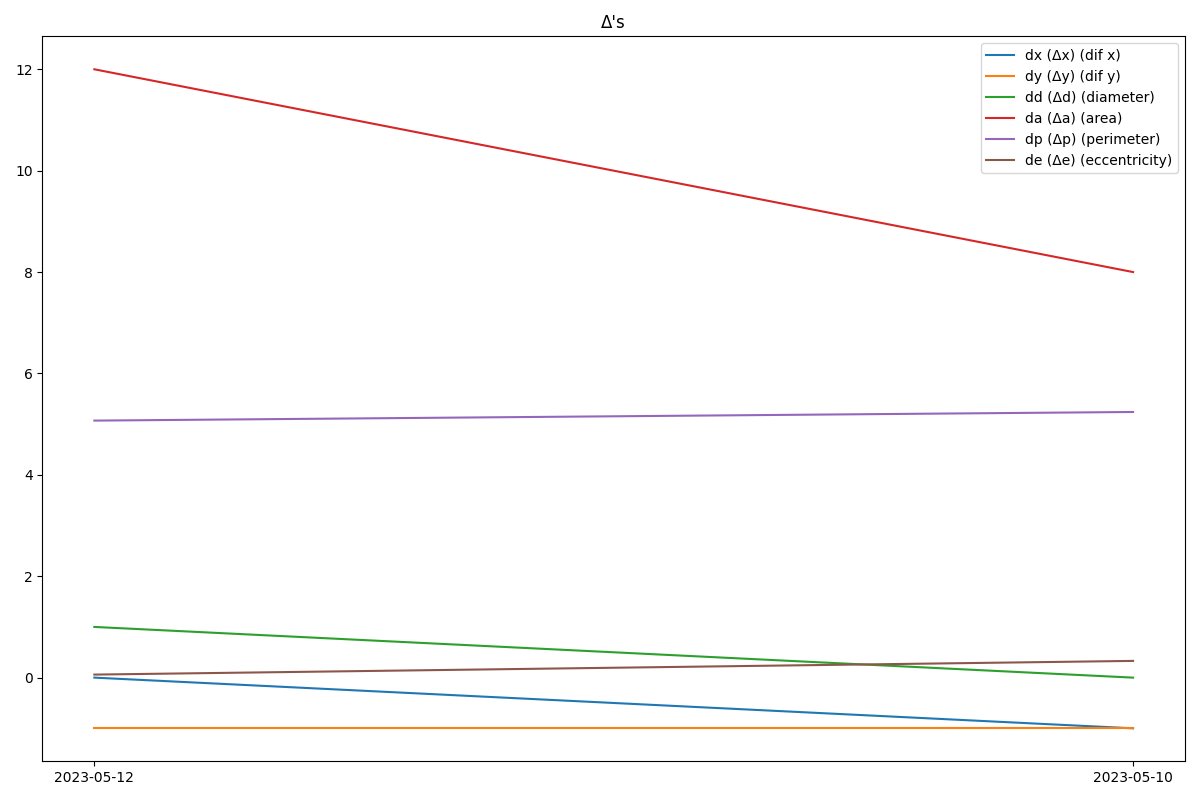 Δ's
dx (Δx) (dif x)
dy (Δy) (dif y)
dd (Δd) (diameter)
da (Δa) (area)
dp (Δp) (perimeter)
de (Δe) (eccentricity)
12
10
8
6
4
2
0
2023-05-12
2023-05-10